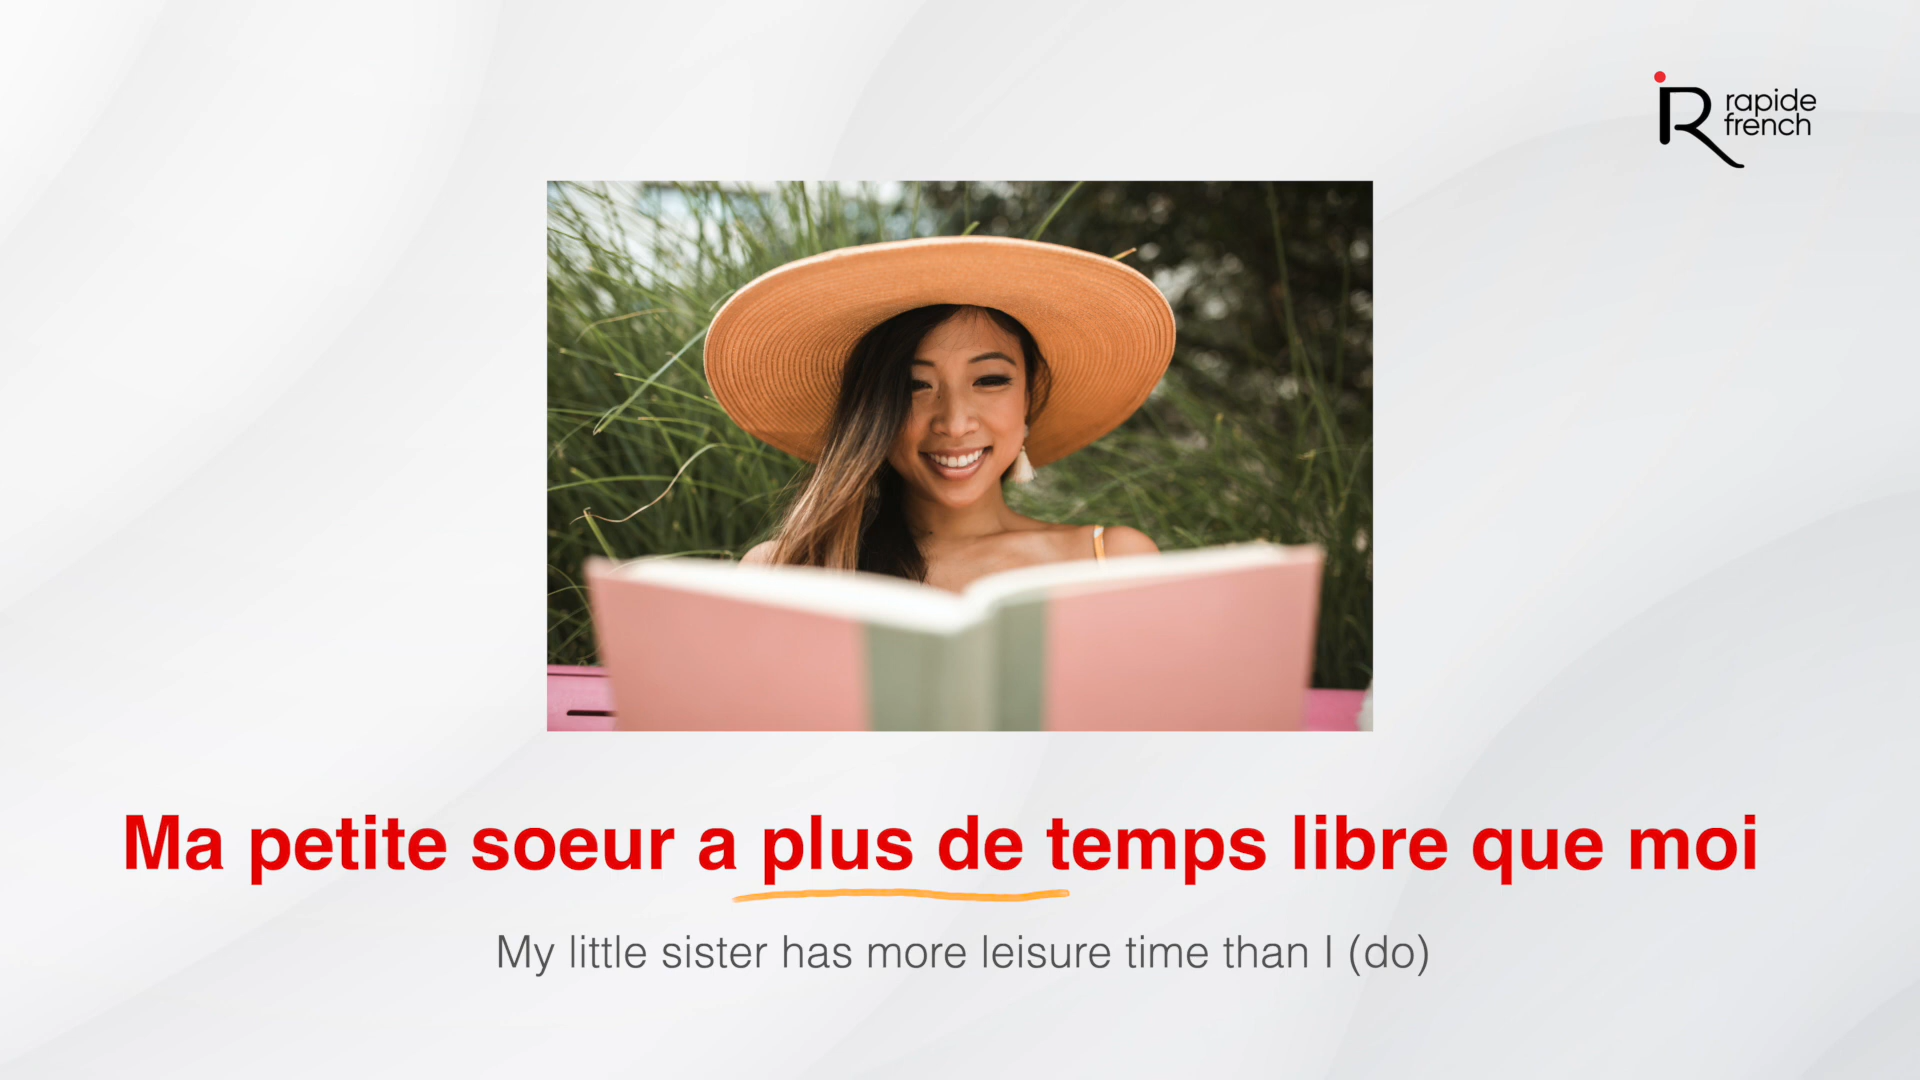 rapide
french
Ma petite soeur a plus de temps libre que moi
My little sister has more leisure time than I (do)